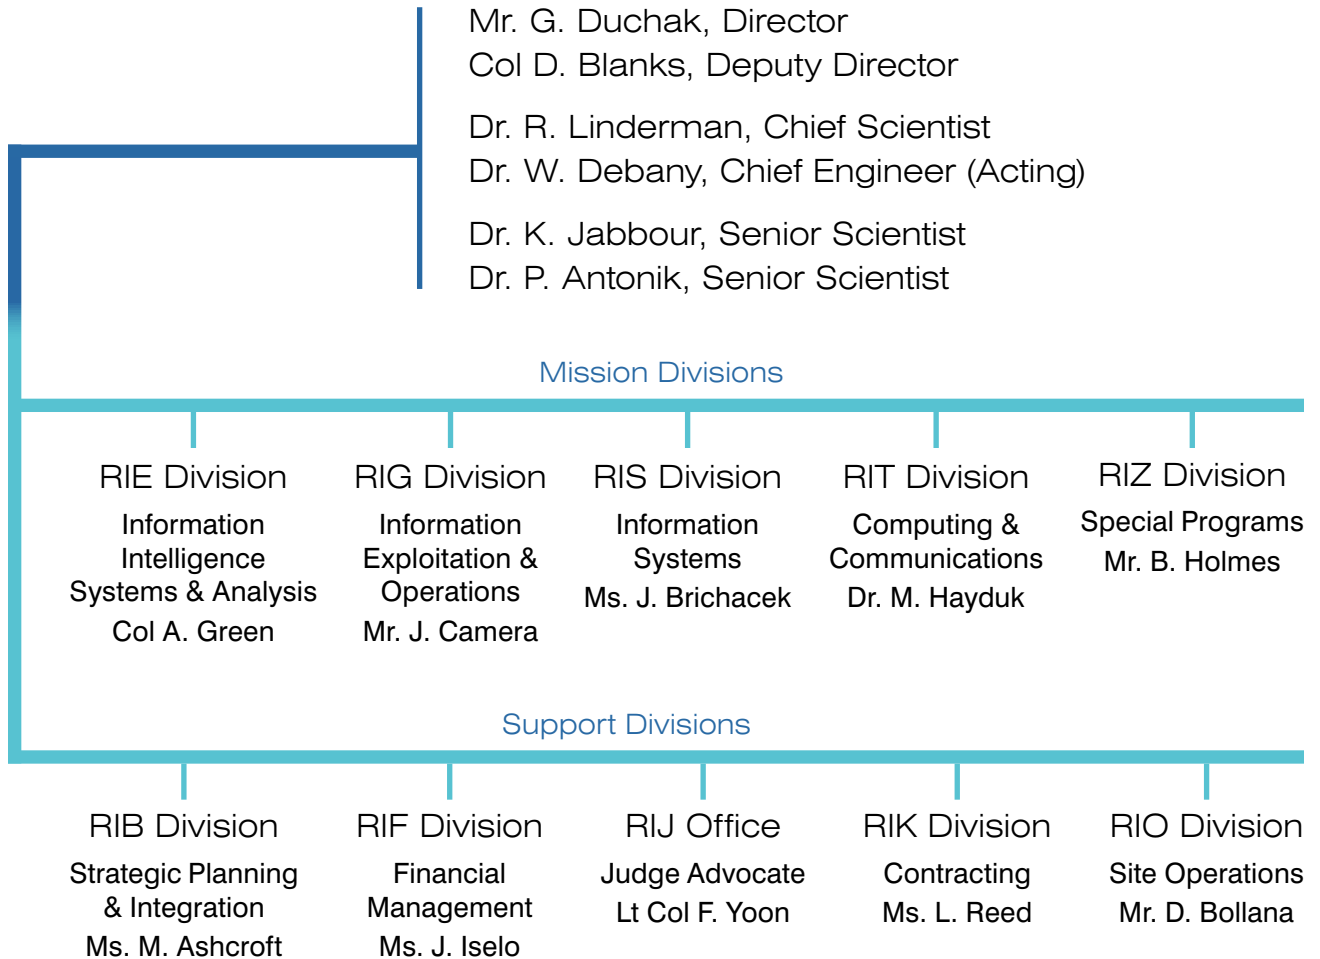 Mr. G. Duchak, Director
Col D. Blanks, Deputy Director
Dr. R. Linderman, Chief Scientist
Dr. W. Debany, Chief Engineer (Acting)
Dr. K. Jabbour, Senior Scientist
Dr. P. Antonik, Senior Scientist
Mission Divisions
RIE Division
Information
Intelligence
Systems & Analysis
Col A. Green
RIG Division
Information
Exploitation &
Operations
Mr. J. Camera
RIS Division
Information
Systems
Ms. J. Brichacek
RIT Division
Computing &
Communications
Dr. M. Hayduk
RIZ Division
Special Programs
Mr. B. Holmes
Support Divisions
RIB Division
Strategic Planning
& Integration
Ms. M. Ashcroft
RIF Division
Financial
Management
Ms. J. Iselo
RIJ Office
Judge Advocate
Lt Col F. Yoon
RIK Division
Contracting
Ms. L. Reed
RIO Division
Site Operations
Mr. D. Bollana